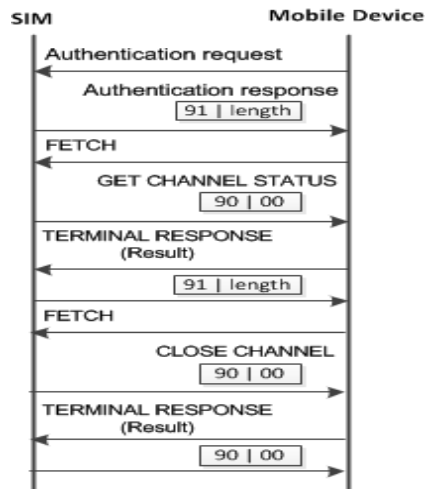 SIM Mobile Device
Authentication request
Authentication response
91 | length
FETCH
GET CHANNEL STATUS
90 | 00
TERMINAL RESPONSE
(Result)
91 | length
FETCH
CLOSE CHANNEL
90 | 00
TERMINAL RESPONSE
(Result)
90 | 00